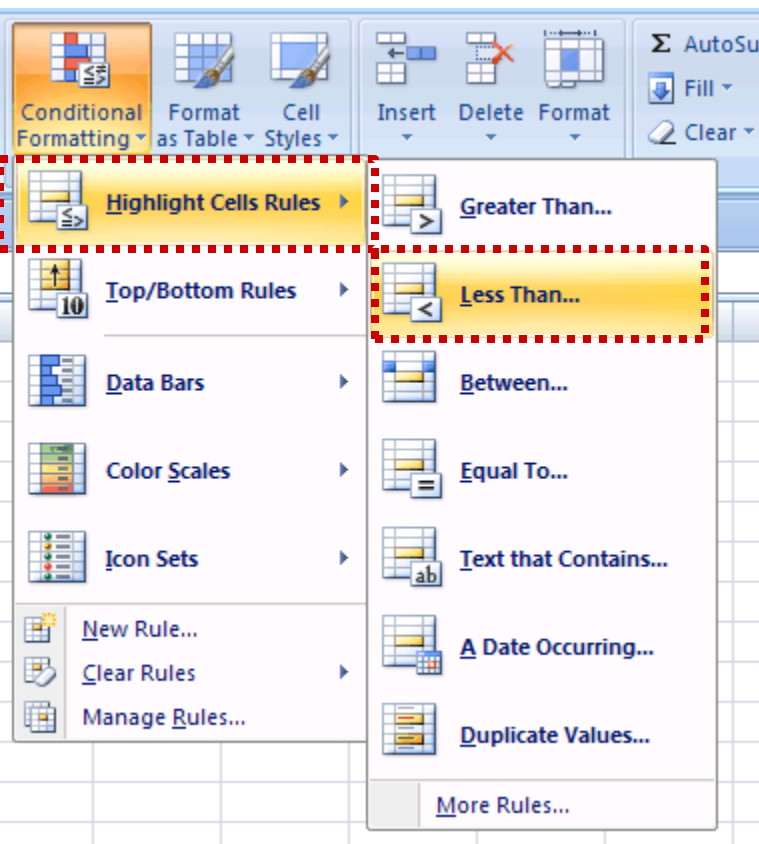 Conditional Formatting
Format as Table
Cell Styles
Insert
Delete
Format
Σ AutoSu
Fill
Clear
Highlight Cells Rules
Top/Bottom Rules
Data Bars
Color Scales
Icon Sets
New Rule...
Clear Rules
Manage Rules...
Greater Than...
Less Than...
Between...
Equal To...
Text that Contains...
A Date Occurring...
Duplicate Values...
More Rules...